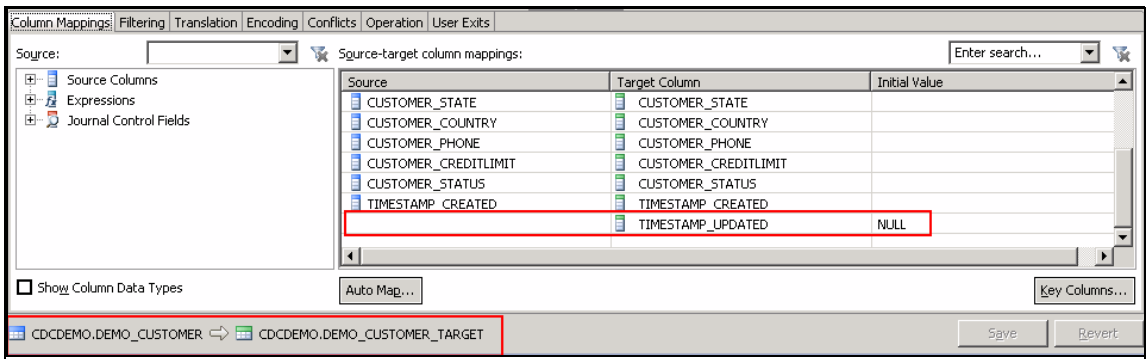 Column Mappings Filtering Translation Encoding Conflicts Operation User Exits
Source: Source-target column mappings: Enter search...
Source Columns
Expressions
Journal Control Fields
Source Target Column Initial Value
CUSTOMER_STATE CUSTOMER_STATE
CUSTOMER_COUNTRY CUSTOMER_COUNTRY
CUSTOMER_PHONE CUSTOMER_PHONE
CUSTOMER_CREDITLIMIT CUSTOMER_CREDITLIMIT
CUSTOMER_STATUS CUSTOMER_STATUS
TIMESTAMP_CREATED TIMESTAMP_CREATED
TIMESTAMP_UPDATED NULL
Show Column Data Types Auto Map... Key Columns...
CDCDEMO.DEMO_CUSTOMER CDCDEMO.DEMO_CUSTOMER_TARGET Save Revert